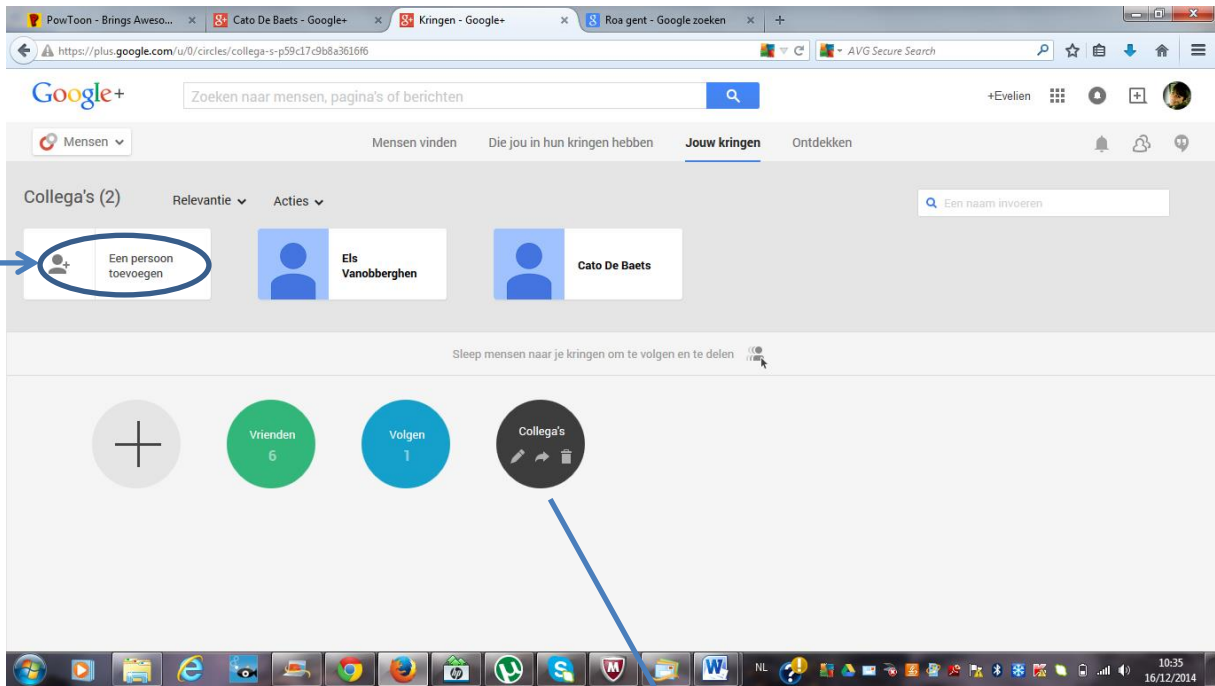 PowToon - Brings Aweso...
Cato De Baets - Google+
Kringen - Google+
Roa gent - Google zoeken
https://plus.google.com/u/0/circles/collega-s-p59c17c9b8a3616f6
AVG Secure Search
Google+
Zoeken naar mensen, pagina's of berichten
+Evelien
Mensen
Mensen vinden
Die jou in hun kringen hebben
Jouw kringen
Ontdekken
Collega's (2)
Relevantie
Acties
Een naam invoeren
Een persoon
toevoegen
Els
Vanobberghen
Cato De Baets
Sleep mensen naar je kringen om te volgen en te delen
Vrienden
6
Volgen
1
Collega's
NL
10:35
16/12/2014